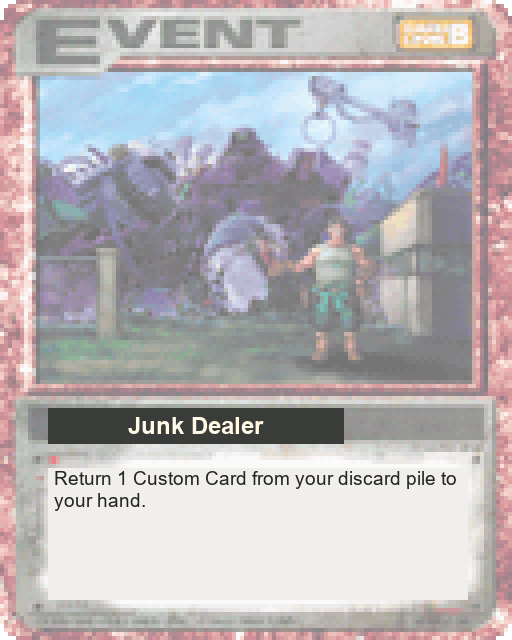 EVENT
B
Junk Dealer
Return 1 Custom Card from your discard pile to
your hand.